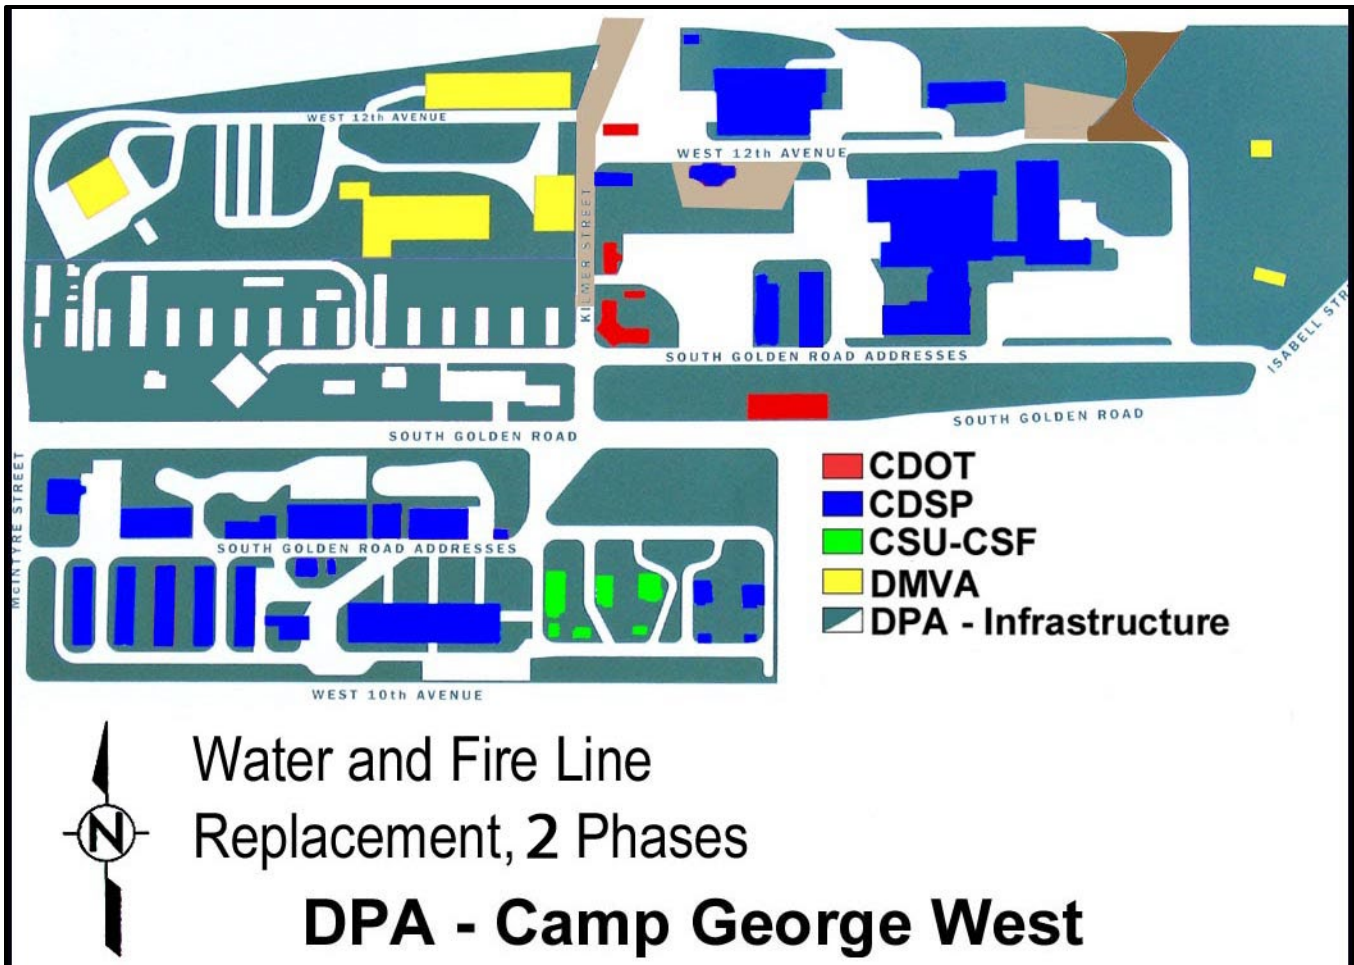 WEST 12th AVENUE
WEST 12th AVENUE
KILMER STREET
ISABELL STR
SOUTH GOLDEN ROAD ADDRESSES
SOUTH GOLDEN ROAD
SOUTH GOLDEN ROAD
McINTYRE STREET
SOUTH GOLDEN ROAD ADDRESSES
WEST 10th AVENUE
CDOT
CDSP
CSU-CSF
DMVA
DPA - Infrastructure
N
Water and Fire Line
Replacement, 2 Phases
DPA - Camp George West